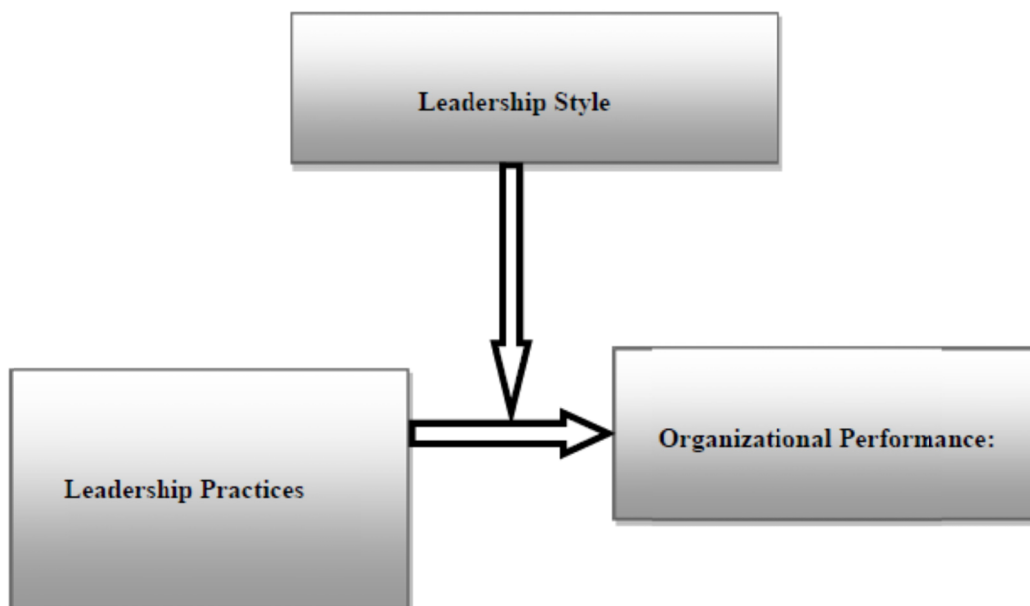 Leadership Style
Organizational Performance:
Leadership Practices